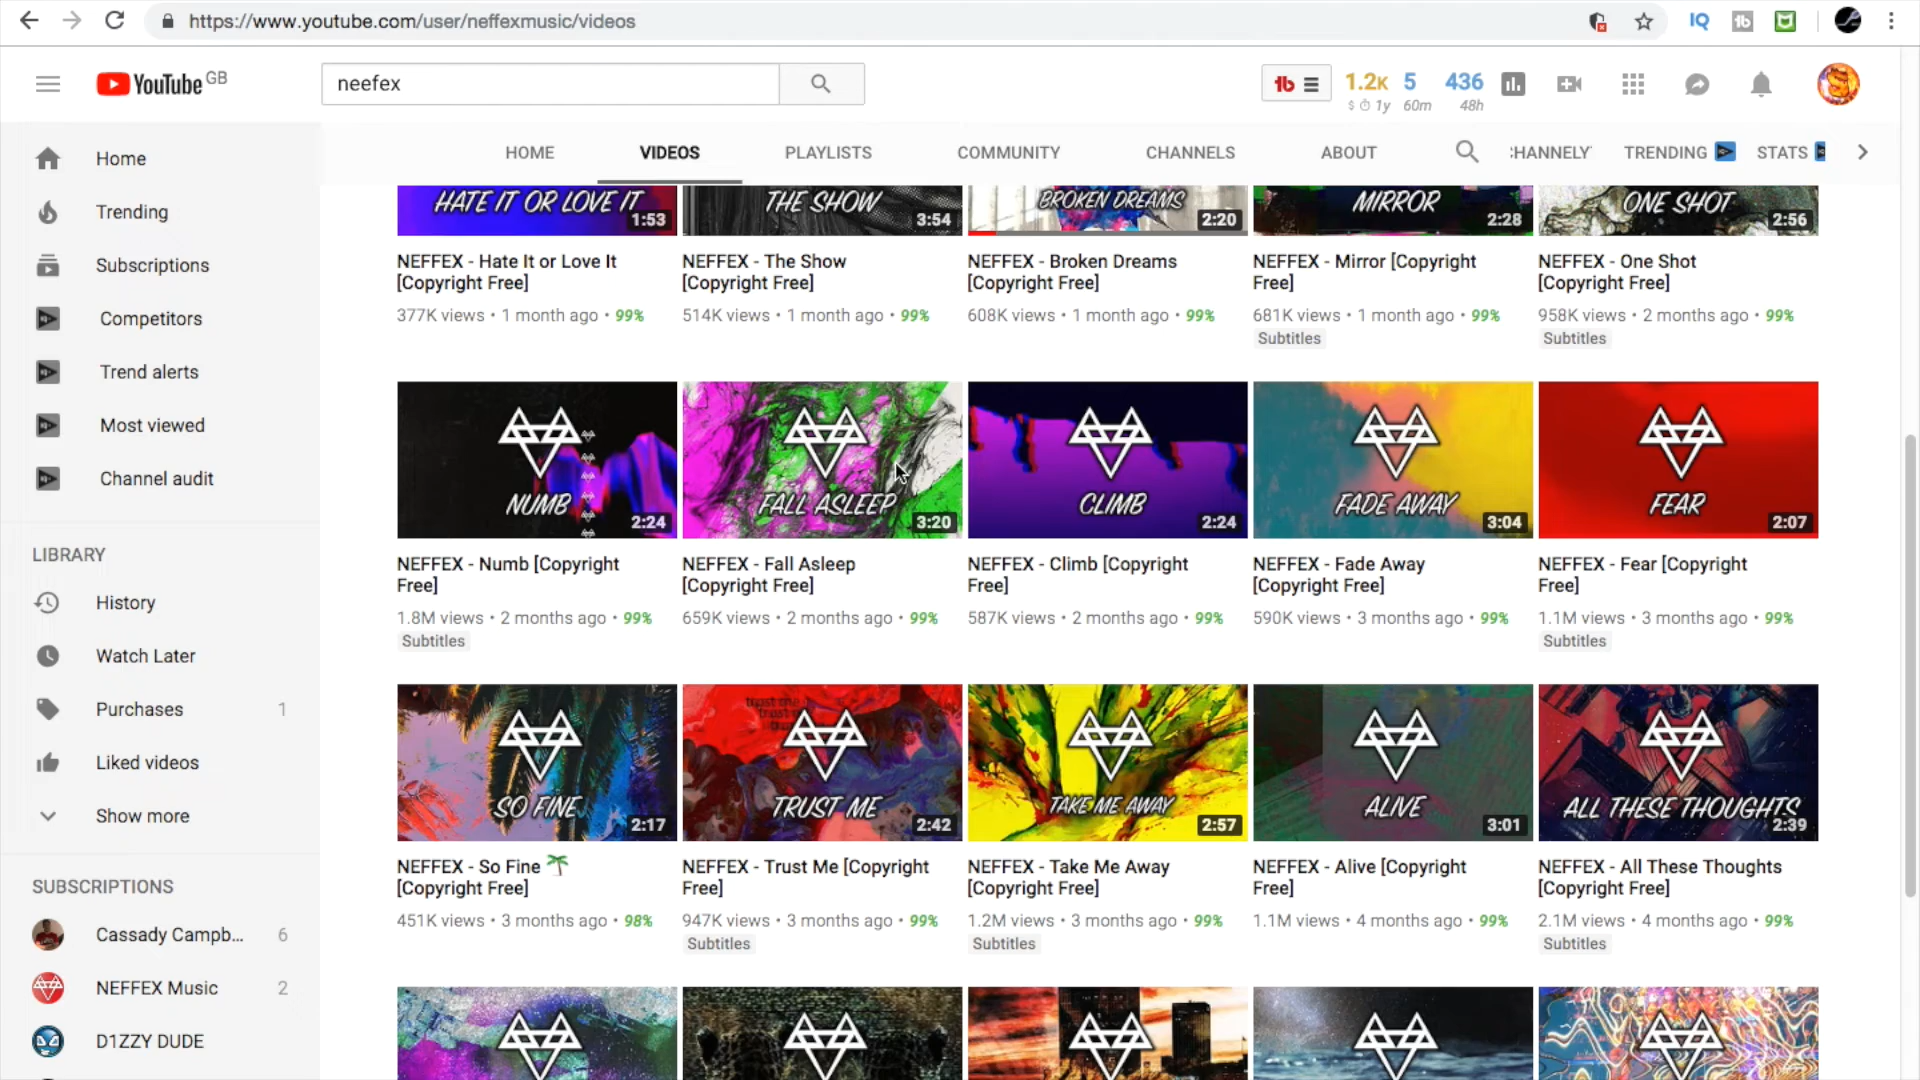 https://www.youtube.com/user/neffexmusic/videos
IQ
YouTube GB
neefex
1.2K 5 436
1y 60m 48h
HOME VIDEOS PLAYLISTS COMMUNITY CHANNELS ABOUT CHANNELY TRENDING STATS
Home
Trending
Subscriptions
Competitors
Trend alerts
Most viewed
Channel audit
LIBRARY
History
Watch Later
Purchases 1
Liked videos
Show more
SUBSCRIPTIONS
Cassady Campb... 6
NEFFEX Music 2
D1ZZY DUDE
HATE IT OR LOVE IT 1:53
THE SHOW 3:54
BROKEN DREAMS 2:20
MIRROR 2:28
ONE SHOT 2:56
NEFFEX - Hate It or Love It
[Copyright Free]
377K views • 1 month ago • 99%
NEFFEX - The Show
[Copyright Free]
514K views • 1 month ago • 99%
NEFFEX - Broken Dreams
[Copyright Free]
608K views • 1 month ago • 99%
NEFFEX - Mirror [Copyright
Free]
681K views • 1 month ago • 99%
Subtitles
NEFFEX - One Shot
[Copyright Free]
958K views • 2 months ago • 99%
Subtitles
NUMB 2:24
FALL ASLEEP 3:20
CLIMB 2:24
FADE AWAY 3:04
FEAR 2:07
NEFFEX - Numb [Copyright
Free]
1.8M views • 2 months ago • 99%
Subtitles
NEFFEX - Fall Asleep
[Copyright Free]
659K views • 2 months ago • 99%
NEFFEX - Climb [Copyright
Free]
587K views • 2 months ago • 99%
NEFFEX - Fade Away
[Copyright Free]
590K views • 3 months ago • 99%
NEFFEX - Fear [Copyright
Free]
1.1M views • 3 months ago • 99%
Subtitles
SO FINE 2:17
TRUST ME 2:42
TAKE ME AWAY 2:57
ALIVE 3:01
ALL THESE THOUGHTS 2:39
NEFFEX - So Fine 🌴
[Copyright Free]
451K views • 3 months ago • 98%
NEFFEX - Trust Me [Copyright
Free]
947K views • 3 months ago • 99%
Subtitles
NEFFEX - Take Me Away
[Copyright Free]
1.2M views • 3 months ago • 99%
Subtitles
NEFFEX - Alive [Copyright
Free]
1.1M views • 4 months ago • 99%
NEFFEX - All These Thoughts
[Copyright Free]
2.1M views • 4 months ago • 99%
Subtitles